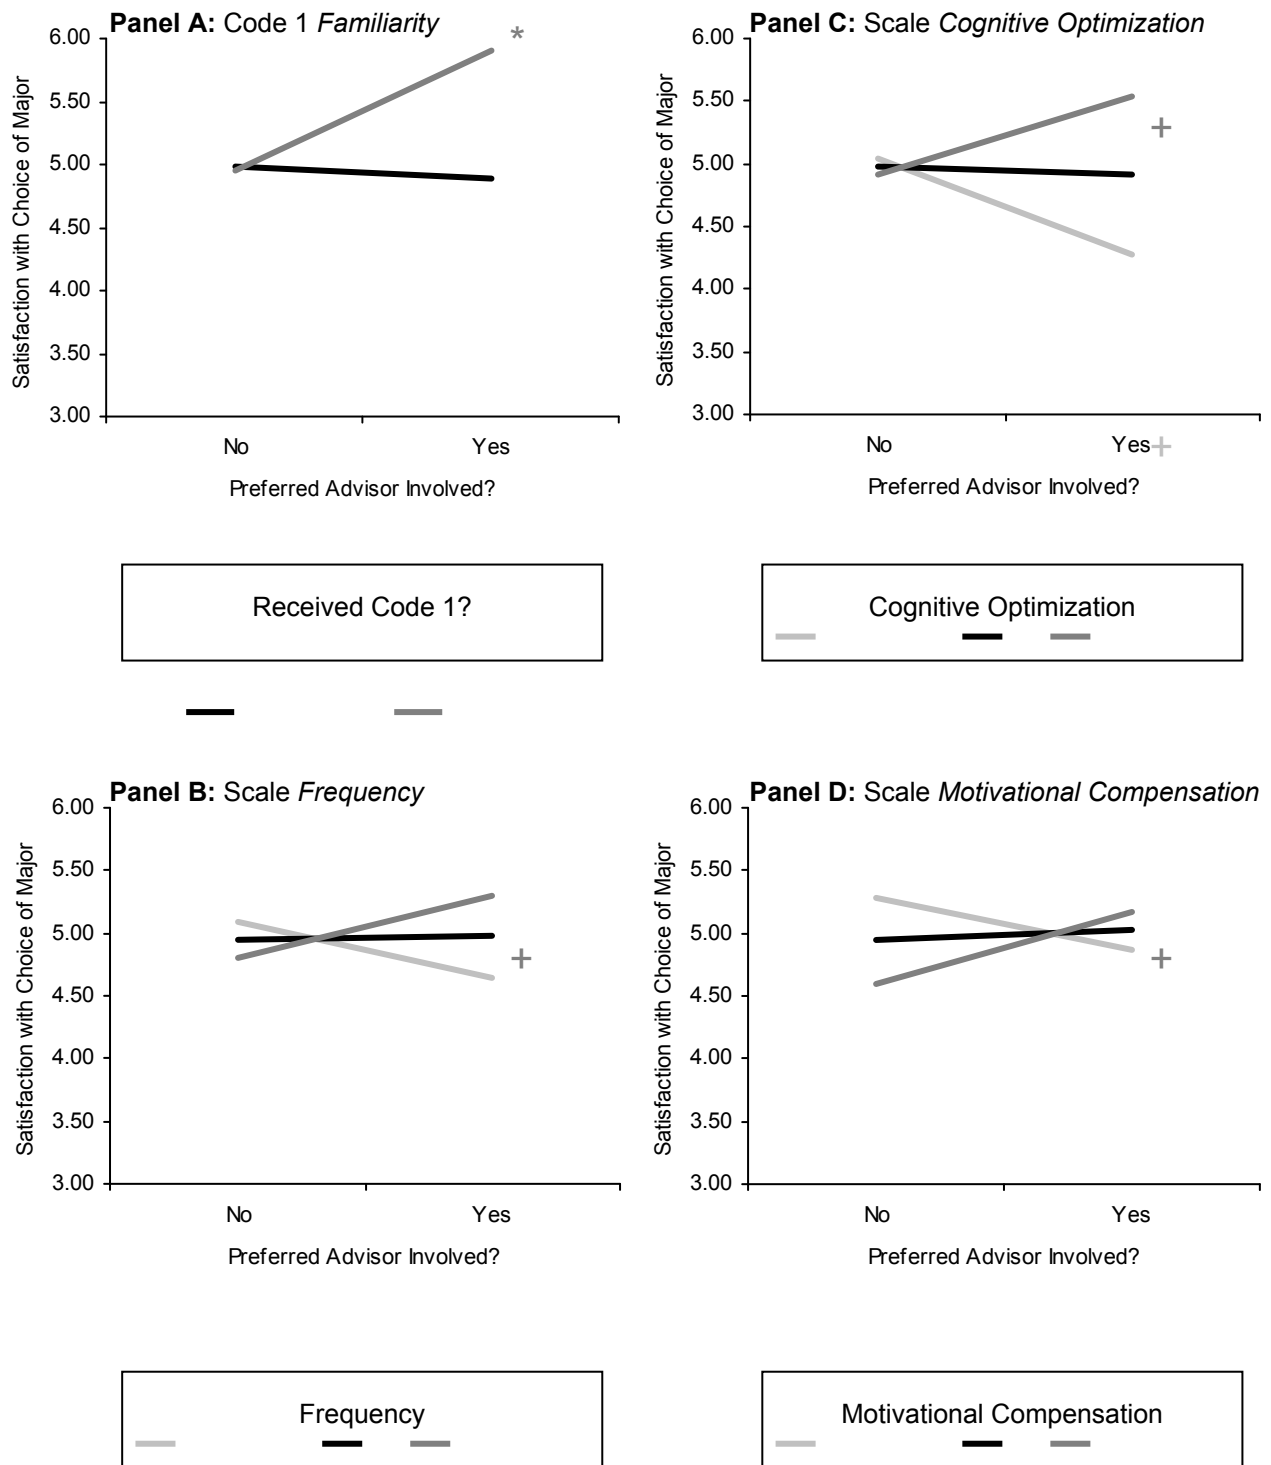 Panel A: Code 1 Familiarity
6.00
5.50
5.00
4.50
4.00
3.50
3.00
Satisfaction with Choice of Major
*
No
Yes
Preferred Advisor Involved?
Received Code 1?
Panel C: Scale Cognitive Optimization
6.00
5.50
5.00
4.50
4.00
3.50
3.00
Satisfaction with Choice of Major
+
No
Yes
+
Preferred Advisor Involved?
Cognitive Optimization
Panel B: Scale Frequency
6.00
5.50
5.00
4.50
4.00
3.50
3.00
Satisfaction with Choice of Major
+
No
Yes
Preferred Advisor Involved?
Frequency
Panel D: Scale Motivational Compensation
6.00
5.50
5.00
4.50
4.00
3.50
3.00
Satisfaction with Choice of Major
+
No
Yes
Preferred Advisor Involved?
Motivational Compensation